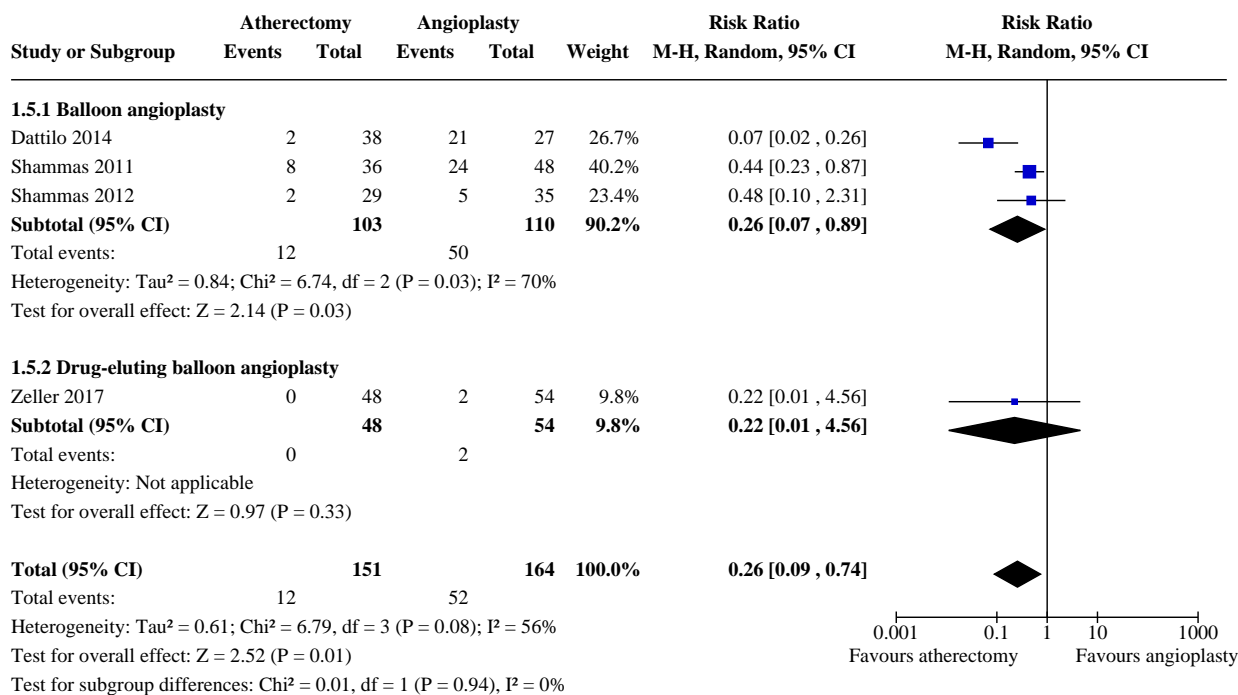 Atherectomy Angioplasty Risk Ratio Risk Ratio
Study or Subgroup Events Total Events Total Weight M-H, Random, 95% CI M-H, Random, 95% CI
1.5.1 Balloon angioplasty
Dattilo 2014 2 38 21 27 26.7% 0.07 [0.02 , 0.26]
Shammas 2011 8 36 24 48 40.2% 0.44 [0.23 , 0.87]
Shammas 2012 2 29 5 35 23.4% 0.48 [0.10 , 2.31]
Subtotal (95% CI) 103 110 90.2% 0.26 [0.07 , 0.89]
Total events: 12 50
Heterogeneity: Tau² = 0.84; Chi² = 6.74, df = 2 (P = 0.03); I² = 70%
Test for overall effect: Z = 2.14 (P = 0.03)
1.5.2 Drug-eluting balloon angioplasty
Zeller 2017 0 48 2 54 9.8% 0.22 [0.01 , 4.56]
Subtotal (95% CI) 48 54 9.8% 0.22 [0.01 , 4.56]
Total events: 0 2
Heterogeneity: Not applicable
Test for overall effect: Z = 0.97 (P = 0.33)
Total (95% CI) 151 164 100.0% 0.26 [0.09 , 0.74]
Total events: 12 52
Heterogeneity: Tau² = 0.61; Chi² = 6.79, df = 3 (P = 0.08); I² = 56%
0.001 0.1 1 10 1000
Test for overall effect: Z = 2.52 (P = 0.01)
Favours atherectomy Favours angioplasty
Test for subgroup differences: Chi² = 0.01, df = 1 (P = 0.94), I² = 0%